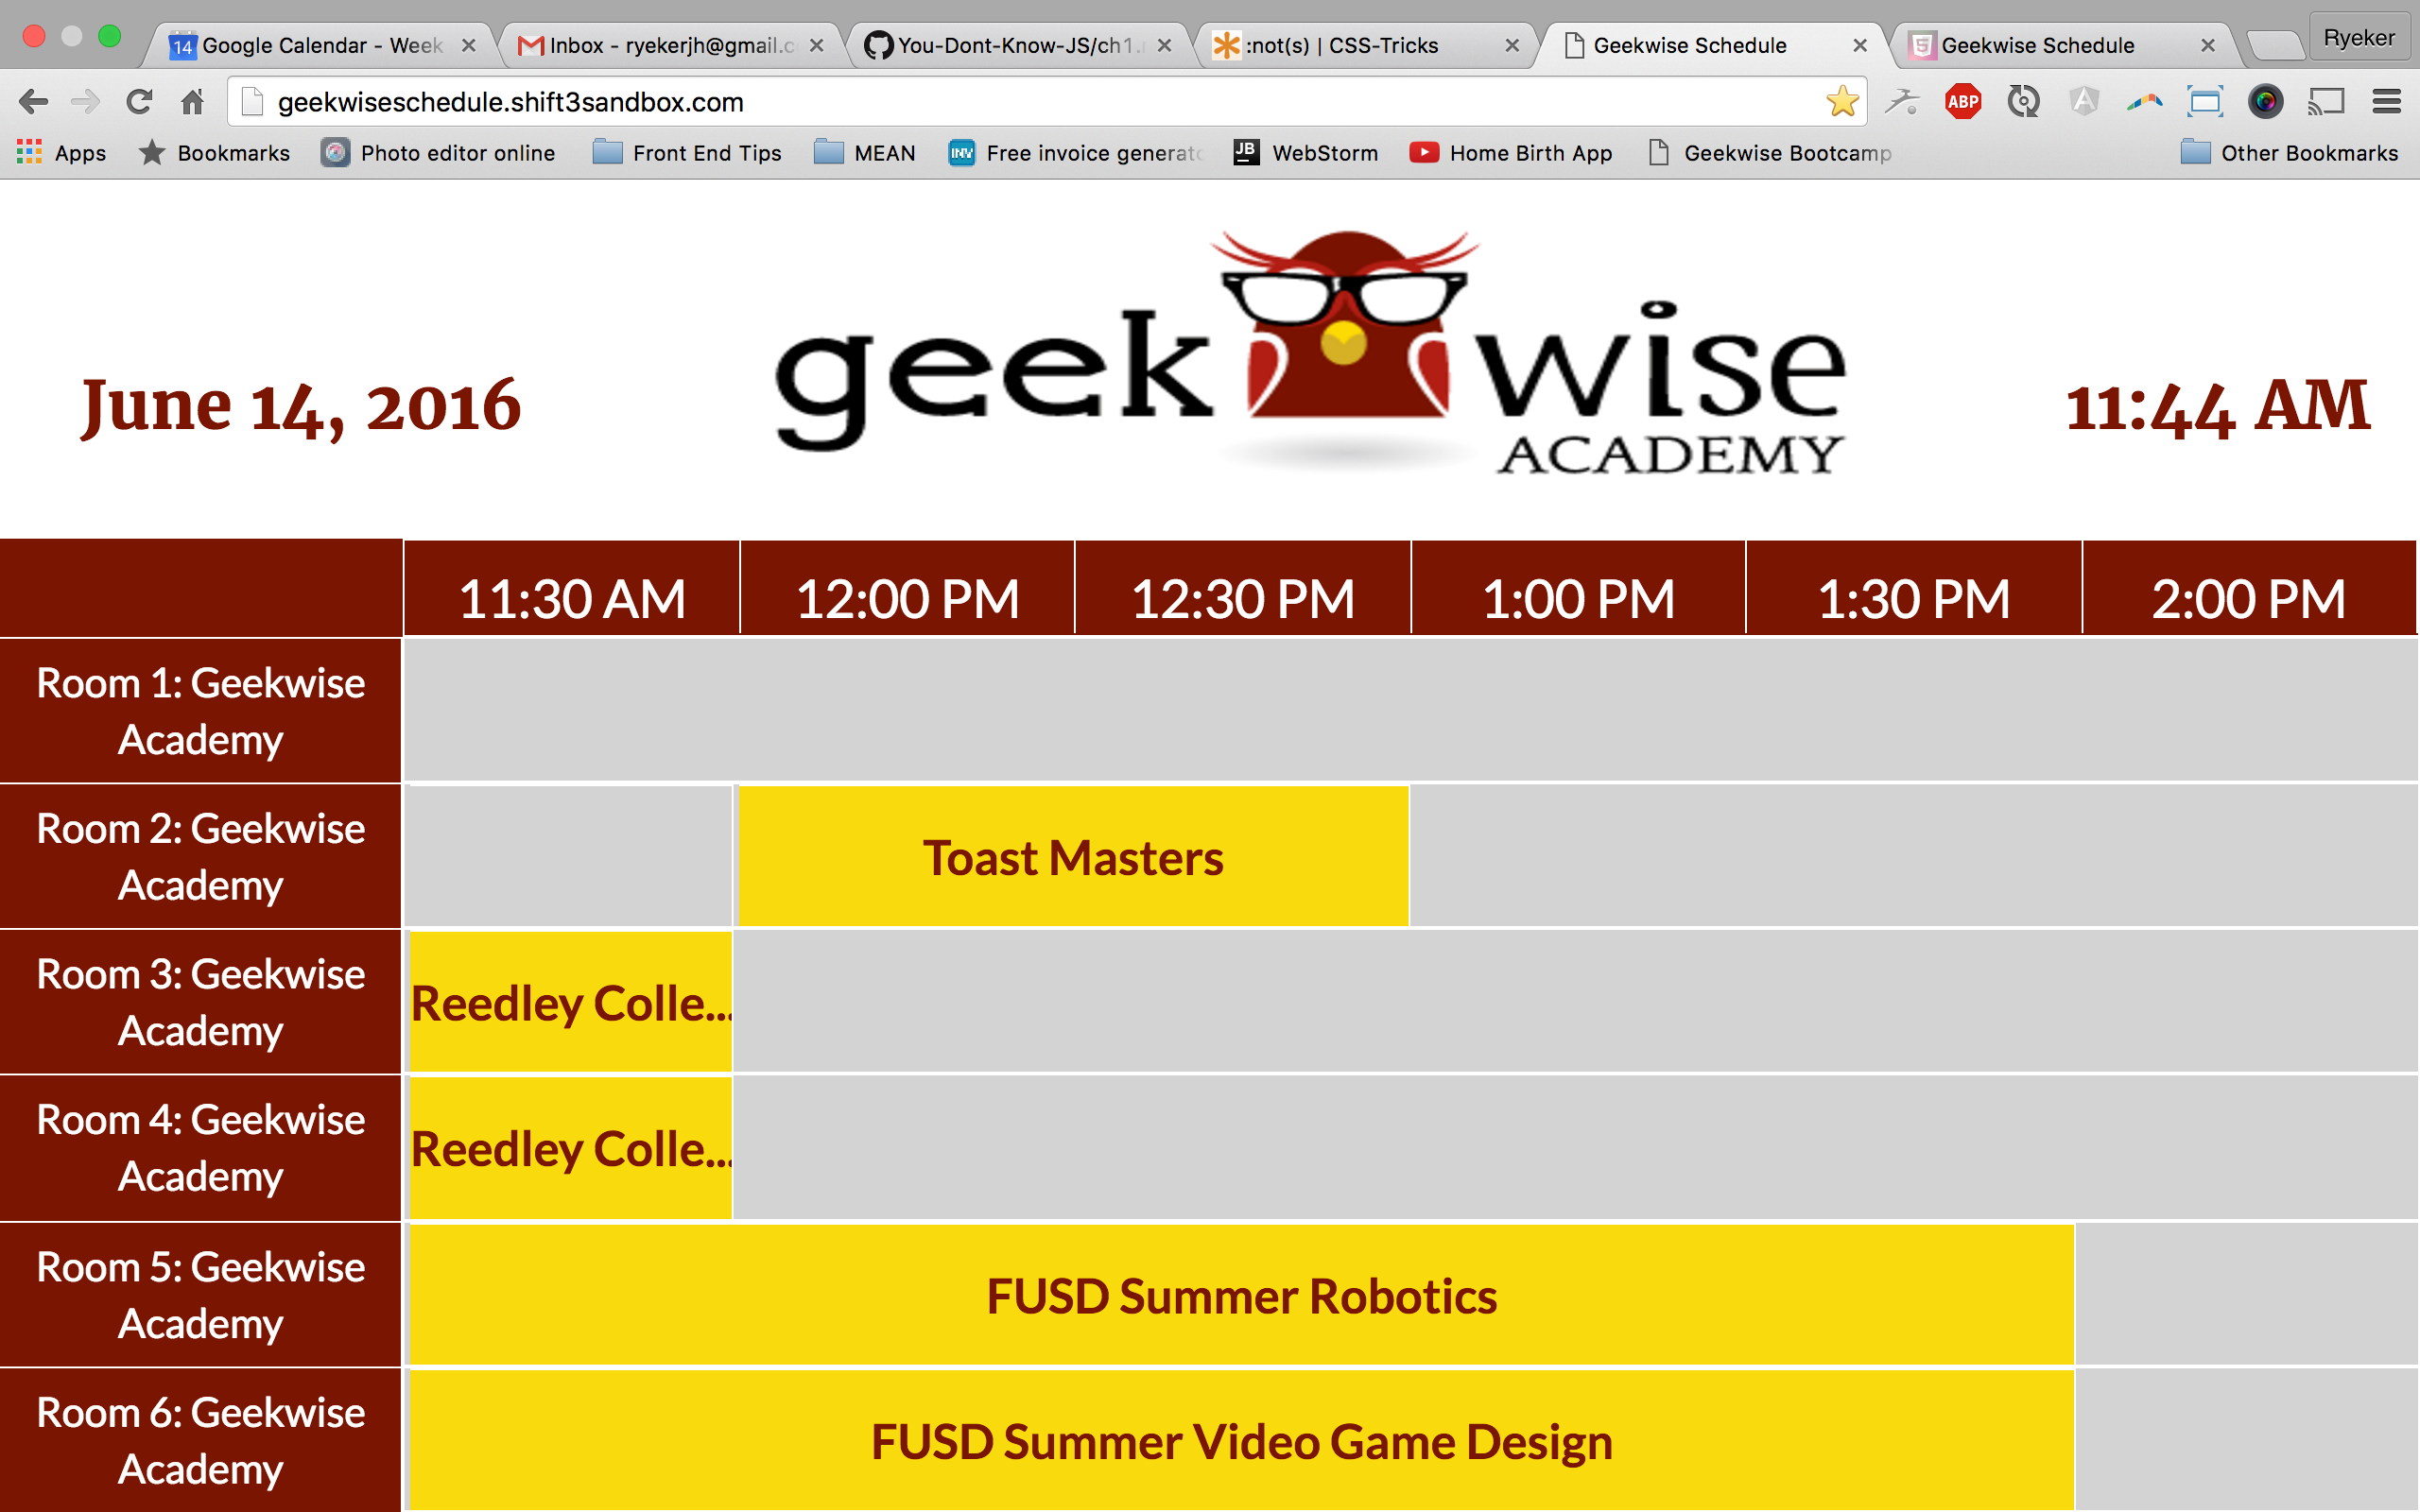 14 Google Calendar - Week
Inbox - ryekerjh@gmail.c
You-Dont-Know-JS/ch1.
:not(s) | CSS-Tricks
Geekwise Schedule
5 Geekwise Schedule
Ryeker
geekwiseschedule.shift3sandbox.com
ABP
A
Apps
Bookmarks
Photo editor online
Front End Tips
MEAN
INV Free invoice generato
JB WebStorm
Home Birth App
Geekwise Bootcamp
Other Bookmarks
June 14, 2016
geek wise
ACADEMY
11:44 AM
11:30 AM 12:00 PM 12:30 PM 1:00 PM 1:30 PM 2:00 PM
Room 1: Geekwise
Academy
Room 2: Geekwise
Academy
Toast Masters
Room 3: Geekwise
Academy
Reedley Colle...
Room 4: Geekwise
Academy
Reedley Colle...
Room 5: Geekwise
Academy
FUSD Summer Robotics
Room 6: Geekwise
Academy
FUSD Summer Video Game Design